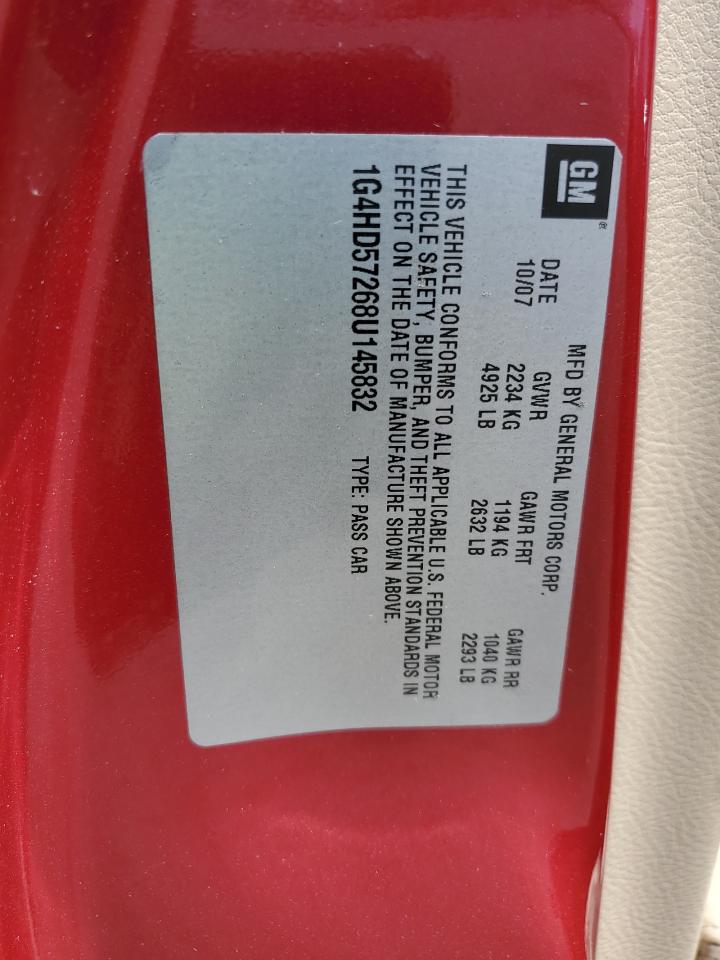 GM®
MFD BY GENERAL MOTORS CORP.
DATE GVWR GAWR FRT GAWR RR
10/07 2234 KG 1194 KG 1040 KG
4925 LB 2632 LB 2293 LB
THIS VEHICLE CONFORMS TO ALL APPLICABLE U.S. FEDERAL MOTOR
VEHICLE SAFETY, BUMPER, AND THEFT PREVENTION STANDARDS IN
EFFECT ON THE DATE OF MANUFACTURE SHOWN ABOVE.
1G4HD57268U145832 TYPE: PASS CAR